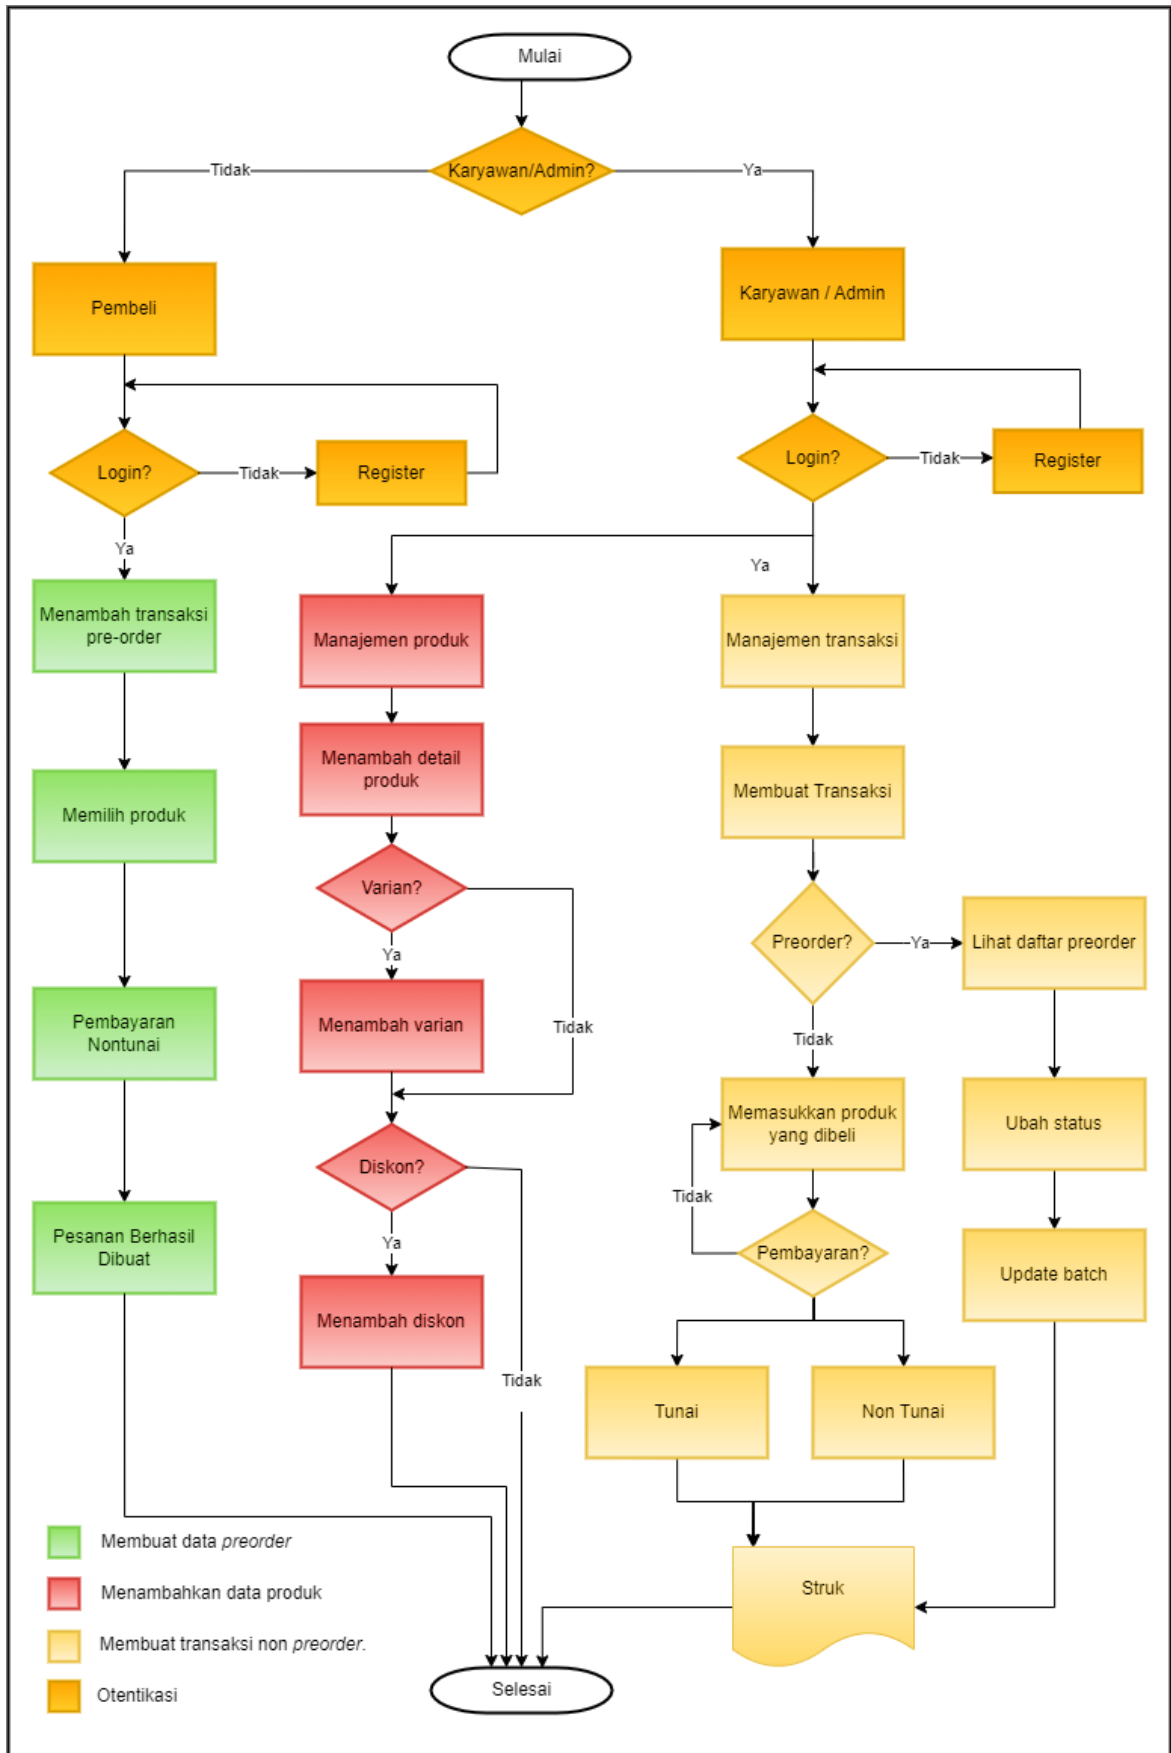 Mulai
Karyawan/Admin?
Tidak
Ya
Pembeli
Karyawan / Admin
Login?
Tidak
Register
Login?
Tidak
Register
Ya
Ya
Menambah transaksi
pre-order
Manajemen produk
Manajemen transaksi
Menambah detail
produk
Membuat Transaksi
Memilih produk
Varian?
Preorder?
Ya
Lihat daftar preorder
Ya
Pembayaran
Nontunai
Menambah varian
Tidak
Tidak
Memasukkan produk
yang dibeli
Ubah status
Diskon?
Tidak
Pesanan Berhasil
Dibuat
Ya
Pembayaran?
Update batch
Menambah diskon
Tidak
Tunai
Non Tunai
Membuat data preorder
Menambahkan data produk
Struk
Membuat transaksi non preorder.
Otentikasi
Selesai